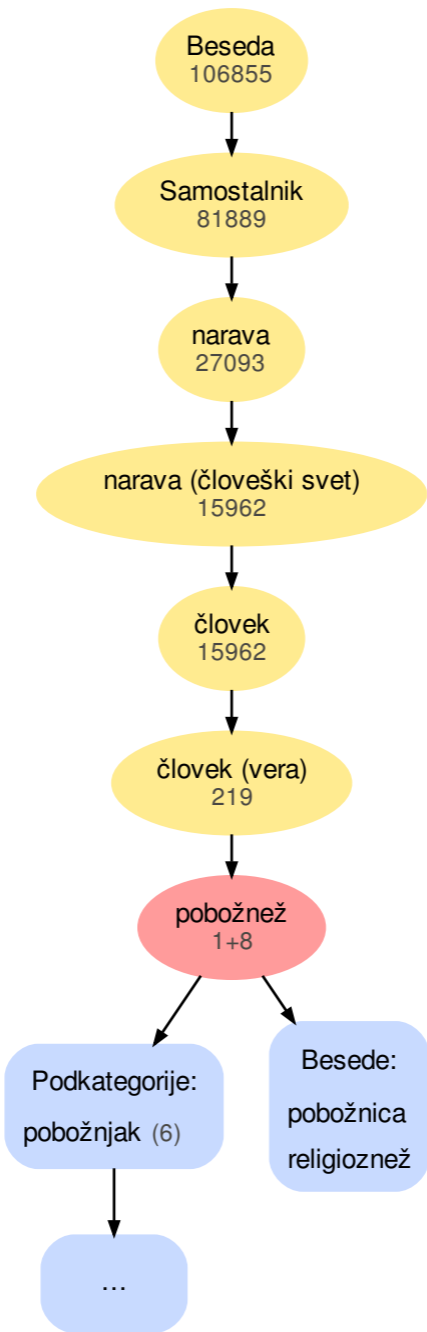 Beseda
106855
Samostalnik
81889
narava
27093
narava (človeški svet)
15962
človek
15962
človek (vera)
219
pobožnež
1+8
Podkategorije:
pobožnjak (6)
Besede:
pobožnica
religioznež
...